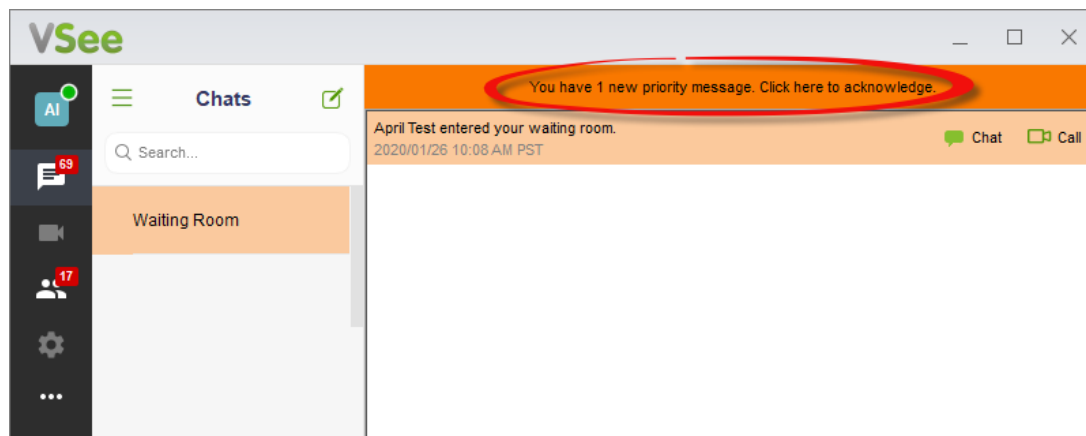 VSee
AI
69
17
Chats
Search...
Waiting Room
You have 1 new priority message. Click here to acknowledge.
April Test entered your waiting room.
2020/01/26 10:08 AM PST
Chat
Call